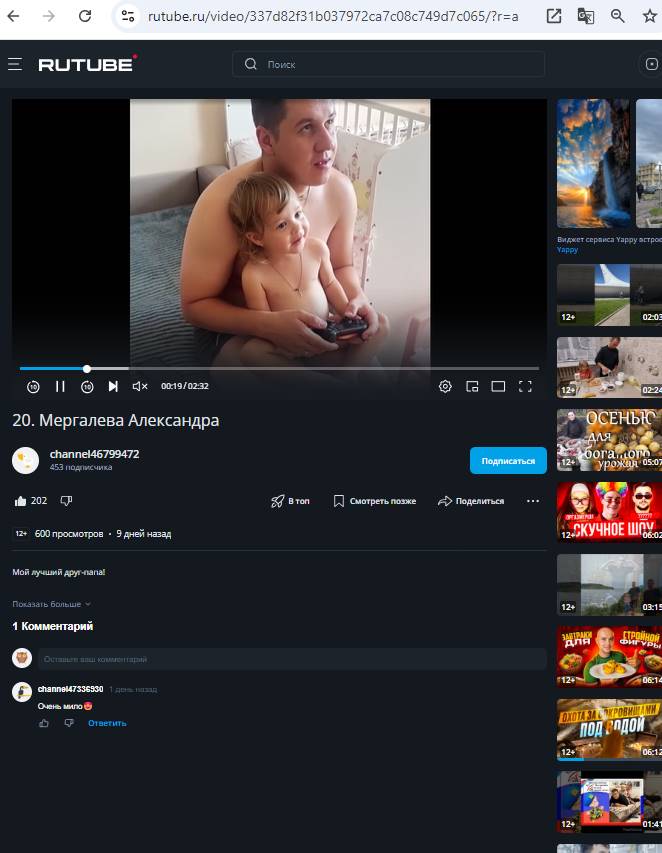 rutube.ru/video/337d82f31b037972ca7c08c749d7c065/?r=a
RUTUBE
Поиск
00:19 / 02:32
20. Мергалева Александра
channel46799472
453 подписчика
Подписаться
202
В топ
Смотреть позже
Поделиться
12+ 600 просмотров • 9 дней назад
Мой лучший друг-папа!
Показать больше
1 Комментарий
Оставьте ваш комментарий
channel47336930 1 день назад
Очень мило
Ответить
Виджет сервиса Yappy встрое
Yappy
12+ 02:03
12+ 02:24
ОСЕНЬЮ
ДЛЯ
богатого
урожая
12+ 05:07
СКУЧНОЕ ШОУ
12+ 06:02
12+ 03:15
ЗАВТРАКИ ДЛЯ СТРОЙНОЙ ФИГУРЫ
12+ 06:14
ОХОТА ЗА СОКРОВИЩАМИ
ПОД ВОДОЙ
12+ 06:12
12+ 01:41